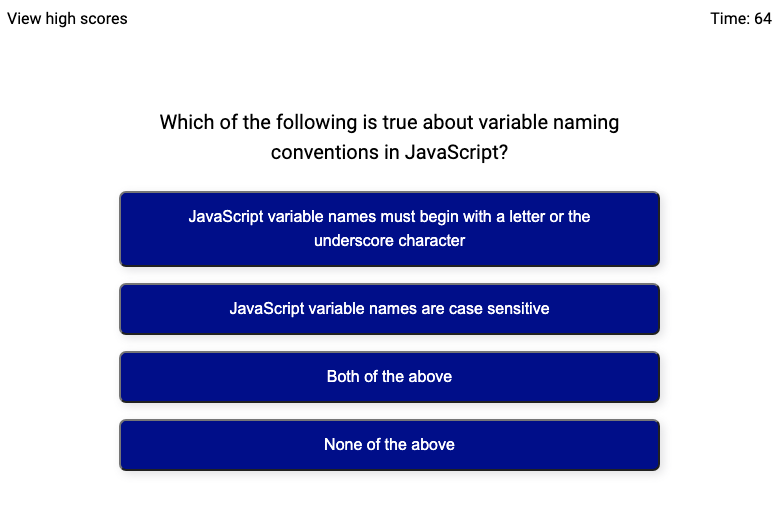 View high scores
Time: 64
Which of the following is true about variable naming
conventions in JavaScript?
JavaScript variable names must begin with a letter or the
underscore character
JavaScript variable names are case sensitive
Both of the above
None of the above